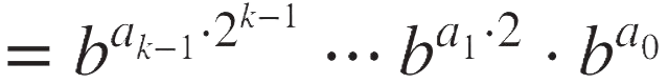 = b^{a_{k-1}·2^{k-1}} ··· b^{a_1·2} · b^{a_0}